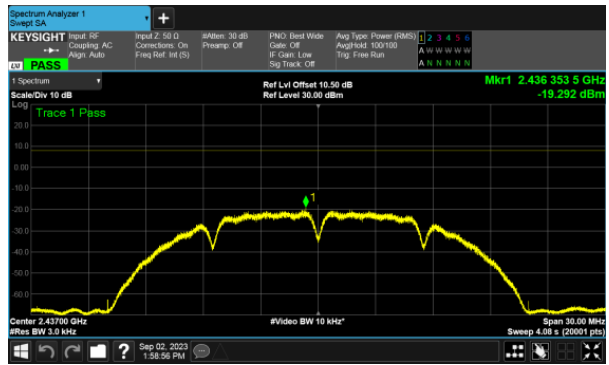 Spectrum Analyzer 1
Swept SA
KEYSIGHT Input: RF Input Z: 50 Ω #Atten: 30 dB PNO: Best Wide Avg Type: Power (RMS) 1 2 3 4 5 6
Coupling: AC Corrections: On Preamp: Off Gate: Off Avg|Hold: 100/100 A W W W W W
Align: Auto Freq Ref: Int (S) IF Gain: Low Trig: Free Run
Sig Track: Off A N N N N N
PASS
1 Spectrum Ref Lvl Offset 10.50 dB Mkr1 2.436 353 5 GHz
Scale/Div 10 dB Ref Level 30.00 dBm -19.292 dBm
Log
Trace 1 Pass
20.0
10.0
0.00
-10.0
1
-20.0
-30.0
-40.0
-50.0
-60.0
Center 2.43700 GHz #Video BW 10 kHz* Span 30.00 MHz
#Res BW 3.0 kHz Sweep 4.08 s (20001 pts)
? Sep 02, 2023
1:58:56 PM